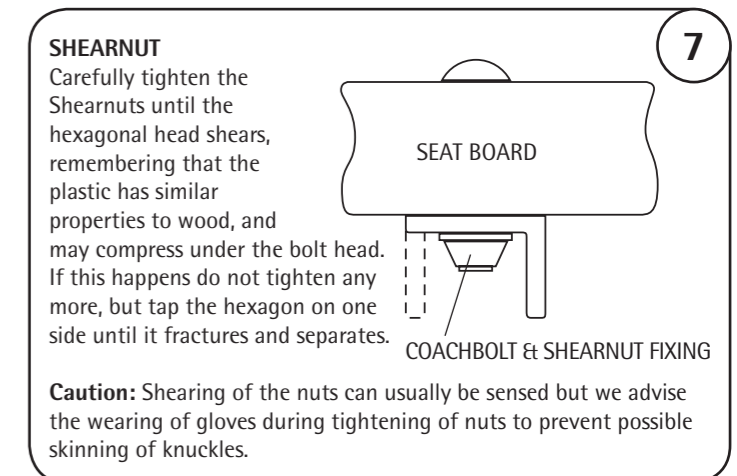 7
SHEARNUT
Carefully tighten the
Shearnuts until the
hexagonal head shears,
remembering that the
plastic has similar
properties to wood, and
may compress under the bolt head.
If this happens do not tighten any
more, but tap the hexagon on one
side until it fractures and separates.
SEAT BOARD
COACHBOLT & SHEARNUT FIXING
Caution: Shearing of the nuts can usually be sensed but we advise
the wearing of gloves during tightening of nuts to prevent possible
skinning of knuckles.